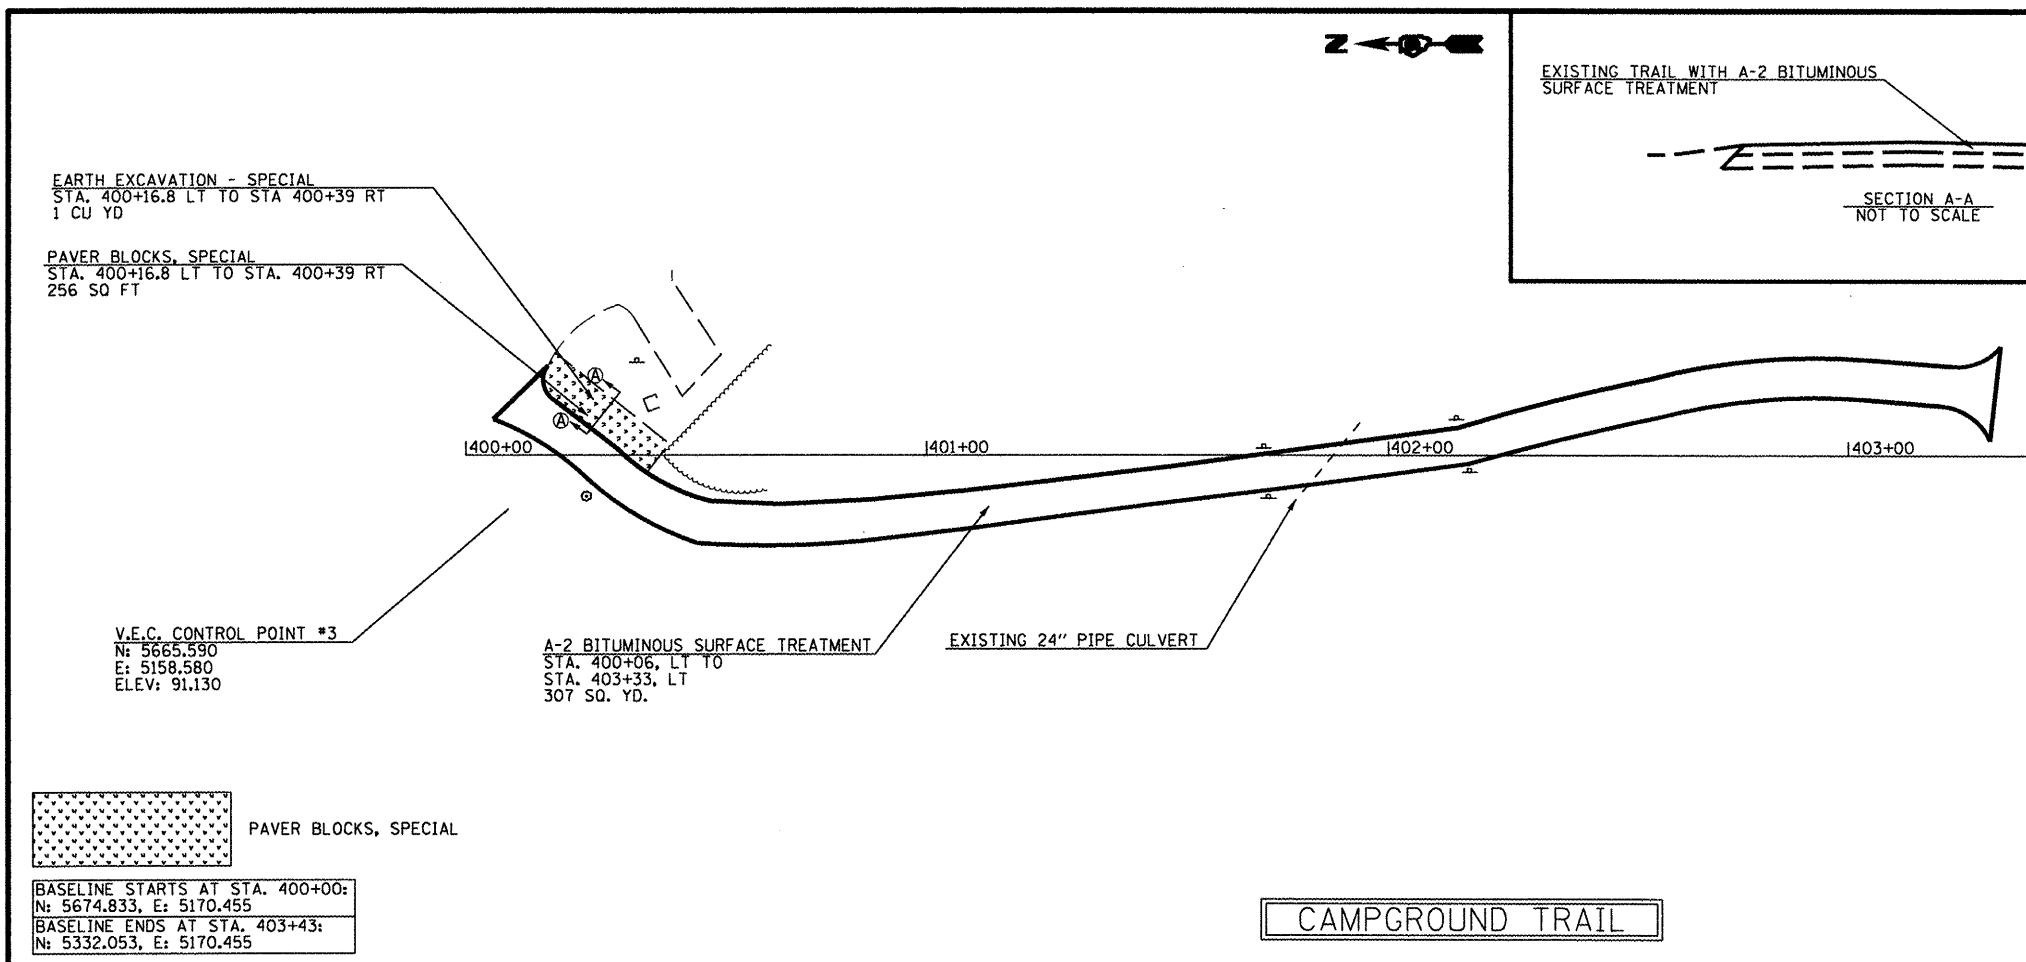 N
EXISTING TRAIL WITH A-2 BITUMINOUS
SURFACE TREATMENT
SECTION A-A
NOT TO SCALE
EARTH EXCAVATION - SPECIAL
STA. 400+16.8 LT TO STA 400+39 RT
1 CU YD
PAVER BLOCKS, SPECIAL
STA. 400+16.8 LT TO STA. 400+39 RT
256 SQ FT
A
A
400+00
401+00
402+00
403+00
V.E.C. CONTROL POINT #3
N: 5665.590
E: 5158.580
ELEV: 91.130
A-2 BITUMINOUS SURFACE TREATMENT
STA. 400+06, LT TO
STA. 403+33, LT
307 SQ. YD.
EXISTING 24" PIPE CULVERT
PAVER BLOCKS, SPECIAL
BASELINE STARTS AT STA. 400+00:
N: 5674.833, E: 5170.455
BASELINE ENDS AT STA. 403+43:
N: 5332.053, E: 5170.455
CAMPGROUND TRAIL